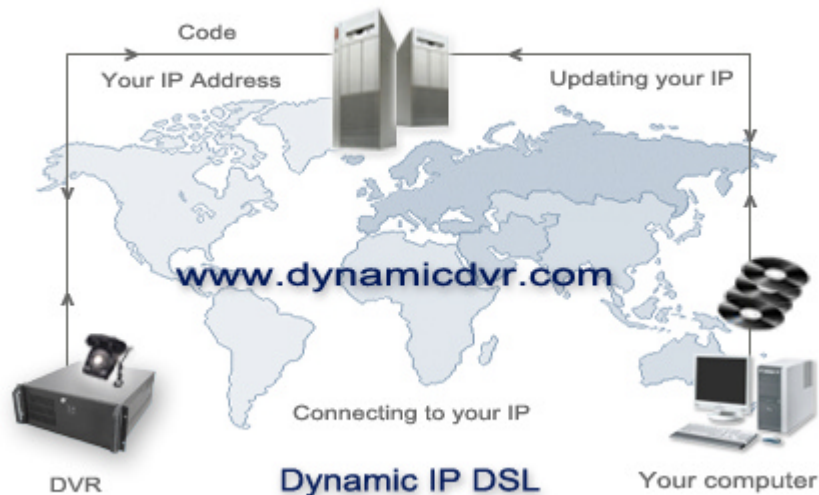 Code
Your IP Address
Updating your IP
www.dynamicdvr.com
Connecting to your IP
DVR
Dynamic IP DSL
Your computer